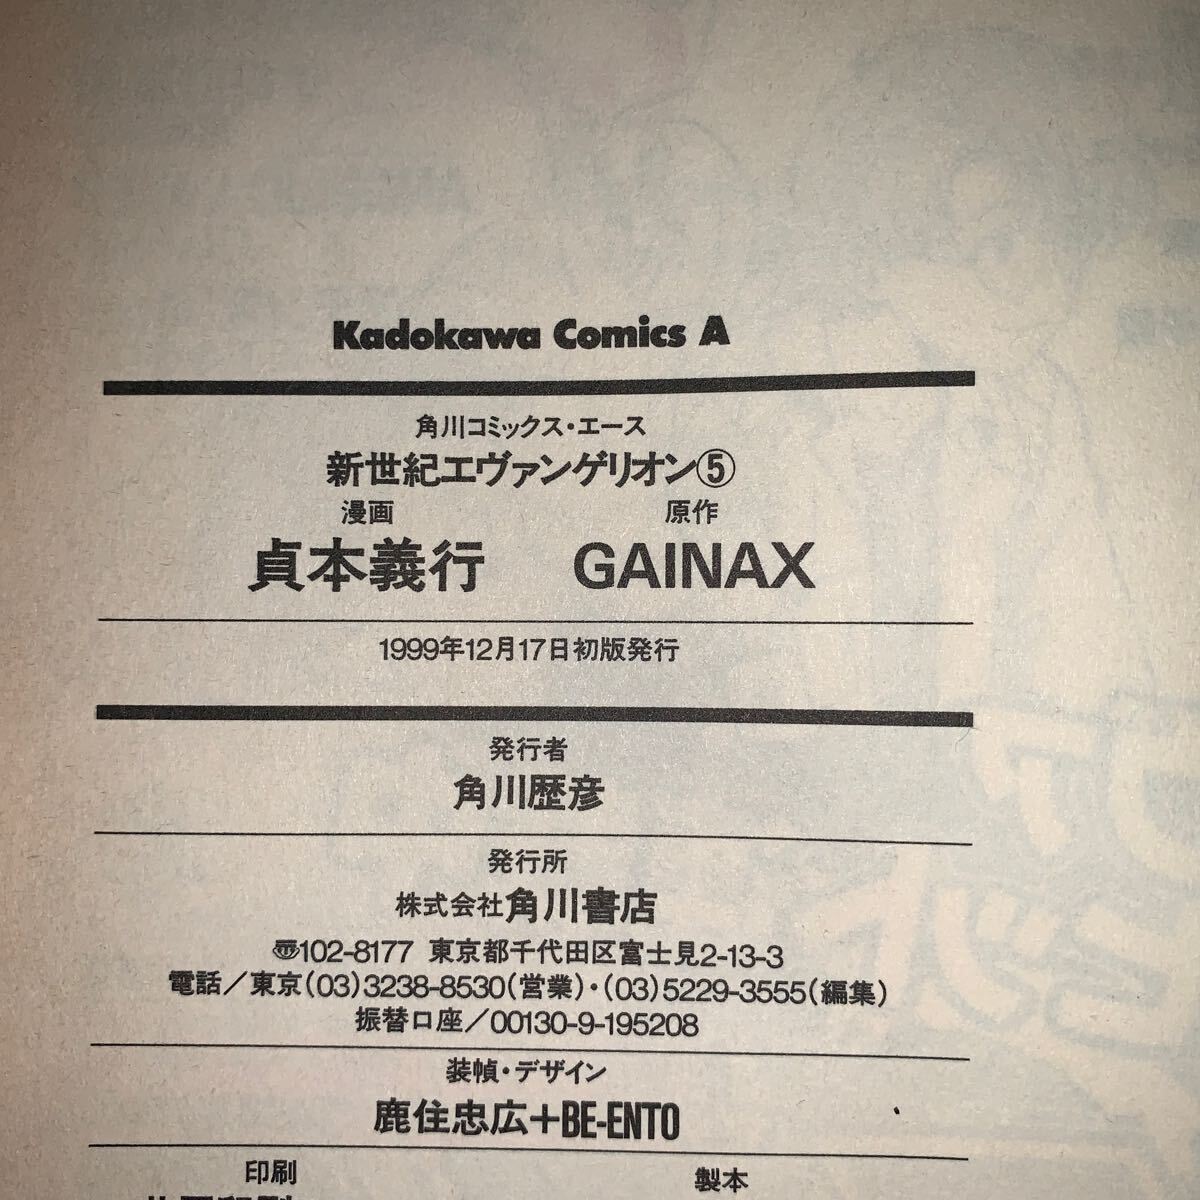 Kadokawa Comics A
角川コミックス・エース
新世紀エヴァンゲリオン⑤
漫画 原作
貞本義行 GAINAX
1999年12月17日初版発行
発行者
角川歴彦
発行所
株式会社角川書店
〠102-8177 東京都千代田区富士見2-13-3
電話／東京(03)3238-8530(営業)・(03)5229-3555(編集)
振替口座／00130-9-195208
装幀・デザイン
鹿住忠広+BE-ENTO
印刷 製本